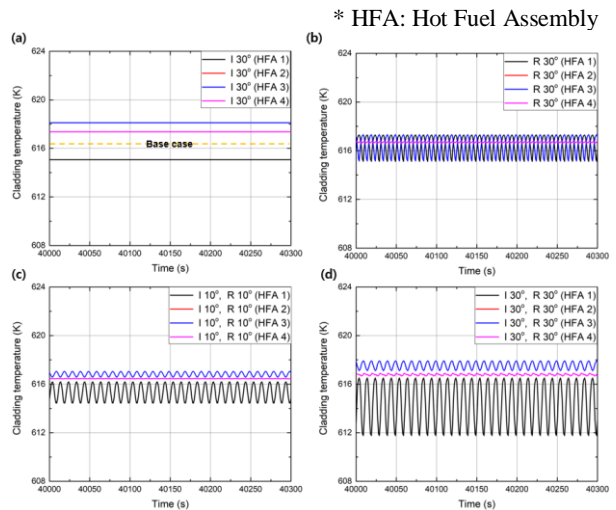 * HFA: Hot Fuel Assembly
(a)
624
620
616
612
608
Cladding temperature (K)
I 30° (HFA 1)
I 30° (HFA 2)
I 30° (HFA 3)
I 30° (HFA 4)
Base case
40000 40050 40100 40150 40200 40250 40300
Time (s)
(b)
624
620
616
612
608
Cladding temperature (K)
R 30° (HFA 1)
R 30° (HFA 2)
R 30° (HFA 3)
R 30° (HFA 4)
40000 40050 40100 40150 40200 40250 40300
Time (s)
(c)
624
620
616
612
608
Cladding temperature (K)
I 10°, R 10° (HFA 1)
I 10°, R 10° (HFA 2)
I 10°, R 10° (HFA 3)
I 10°, R 10° (HFA 4)
40000 40050 40100 40150 40200 40250 40300
Time (s)
(d)
624
620
616
612
608
Cladding temperature (K)
I 30°, R 30° (HFA 1)
I 30°, R 30° (HFA 2)
I 30°, R 30° (HFA 3)
I 30°, R 30° (HFA 4)
40000 40050 40100 40150 40200 40250 40300
Time (s)